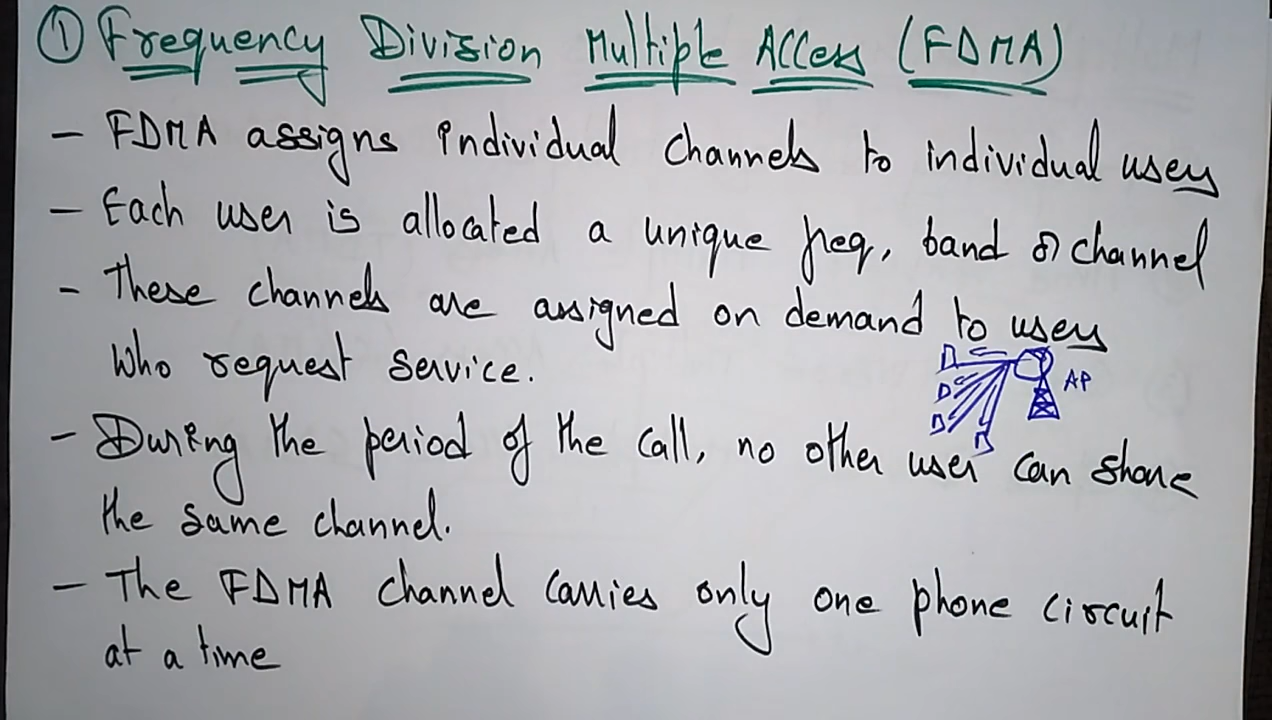 ① Frequency Division Multiple Access (FDMA)
- FDMA assigns individual channels to individual users
- Each user is allocated a unique freq. band or channel
- These channels are assigned on demand to users
who request service.
AP
- During the period of the call, no other user can share
the same channel.
- The FDMA channel carries only one phone circuit
at a time